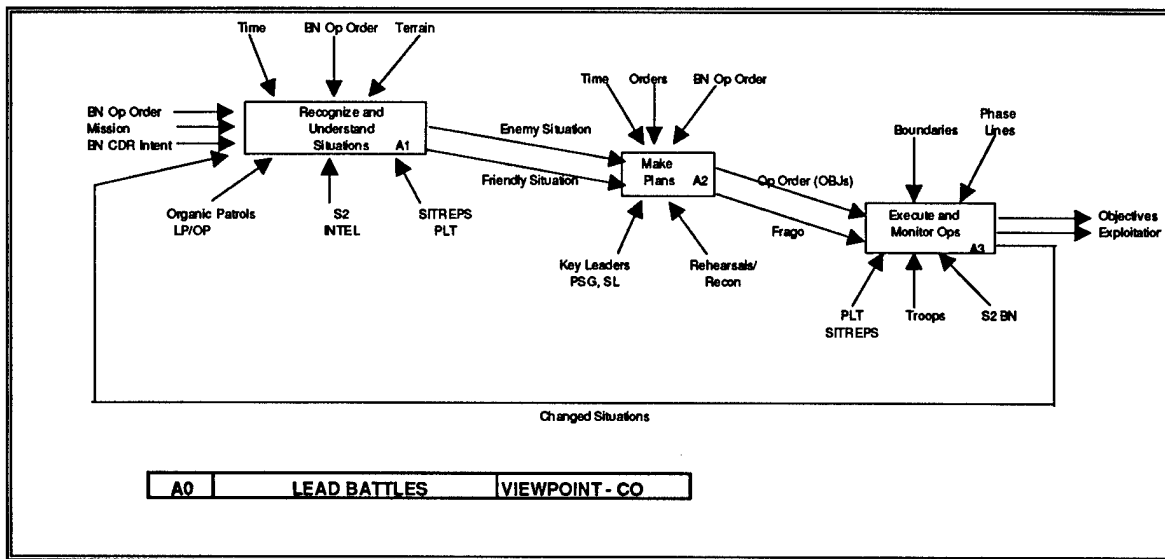 Time
BN Op Order
Terrain
BN Op Order
Mission
BN CDR Intent
Recognize and
Understand
Situations A1
Organic Patrols
LP/OP
S2
INTEL
SITREPS
PLT
Enemy Situation
Friendly Situation
Time
Orders
BN Op Order
Make
Plans A2
Key Leaders
PSG, SL
Rehearsals/
Recon
Op Order (OBJs)
Frago
Boundaries
Phase
Lines
Execute and
Monitor Ops
A3
PLT
SITREPS
Troops
S2 BN
Objectives
Exploitation
Changed Situations
A0 LEAD BATTLES VIEWPOINT - CO